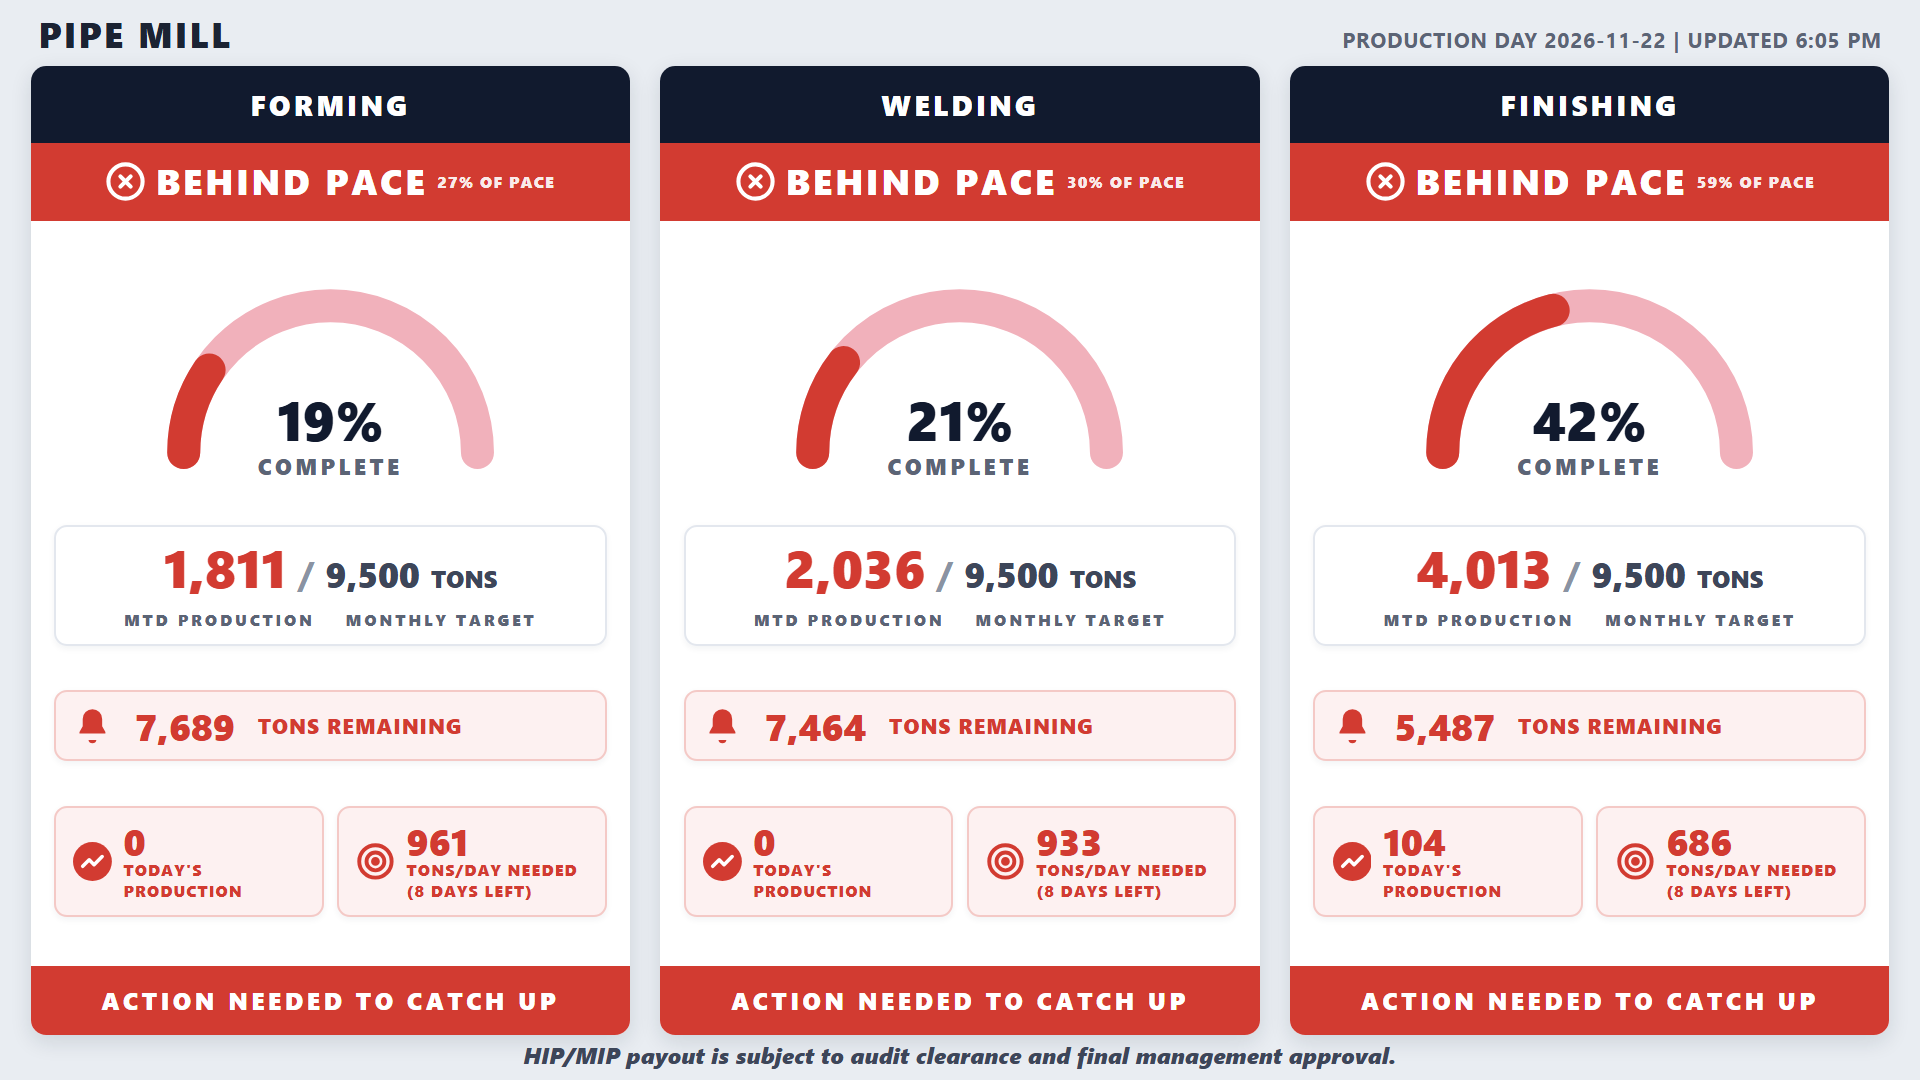 PIPE MILL
PRODUCTION DAY 2026-11-22 | UPDATED 6:05 PM
FORMING
BEHIND PACE 27% OF PACE
19%
COMPLETE
1,811 / 9,500 TONS
MTD PRODUCTION MONTHLY TARGET
7,689 TONS REMAINING
0
TODAY'S
PRODUCTION
961
TONS/DAY NEEDED
(8 DAYS LEFT)
ACTION NEEDED TO CATCH UP
WELDING
BEHIND PACE 30% OF PACE
21%
COMPLETE
2,036 / 9,500 TONS
MTD PRODUCTION MONTHLY TARGET
7,464 TONS REMAINING
0
TODAY'S
PRODUCTION
933
TONS/DAY NEEDED
(8 DAYS LEFT)
ACTION NEEDED TO CATCH UP
FINISHING
BEHIND PACE 59% OF PACE
42%
COMPLETE
4,013 / 9,500 TONS
MTD PRODUCTION MONTHLY TARGET
5,487 TONS REMAINING
104
TODAY'S
PRODUCTION
686
TONS/DAY NEEDED
(8 DAYS LEFT)
ACTION NEEDED TO CATCH UP
HIP/MIP payout is subject to audit clearance and final management approval.